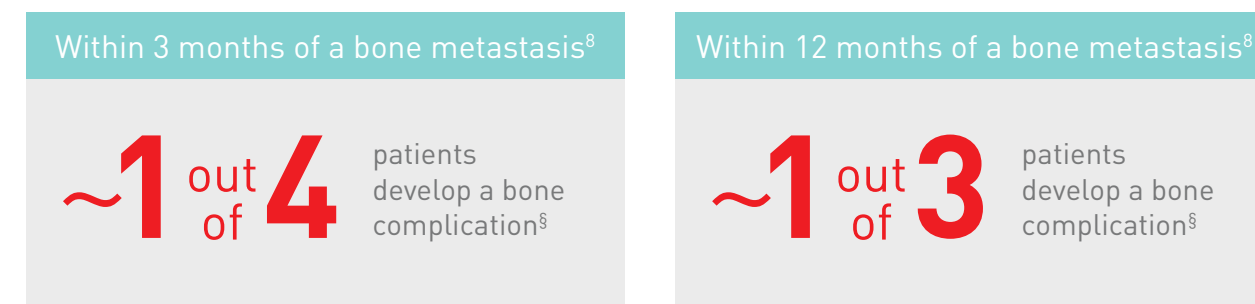 Within 3 months of a bone metastasis⁸
~1 out of 4
patients
develop a bone
complication§
Within 12 months of a bone metastasis⁸
~1 out of 3
patients
develop a bone
complication§